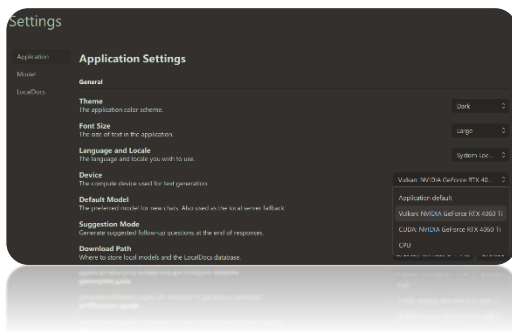 Settings
Application
Model
LocalDocs
Application Settings
General
Theme
The application color scheme.
Dark
Font Size
The size of text in the application.
Large
Language and Locale
The language and locale you wish to use.
System Loc...
Device
The compute device used for text generation.
Vulkan: NVIDIA GeForce RTX 40...
Application default
Vulkan: NVIDIA GeForce RTX 4060 Ti
CUDA: NVIDIA GeForce RTX 4060 Ti
CPU
Default Model
The preferred model for new chats. Also used as the local server fallback.
Suggestion Mode
Generate suggested follow-up questions at the end of responses.
Download Path
Where to store local models and the LocalDocs database.